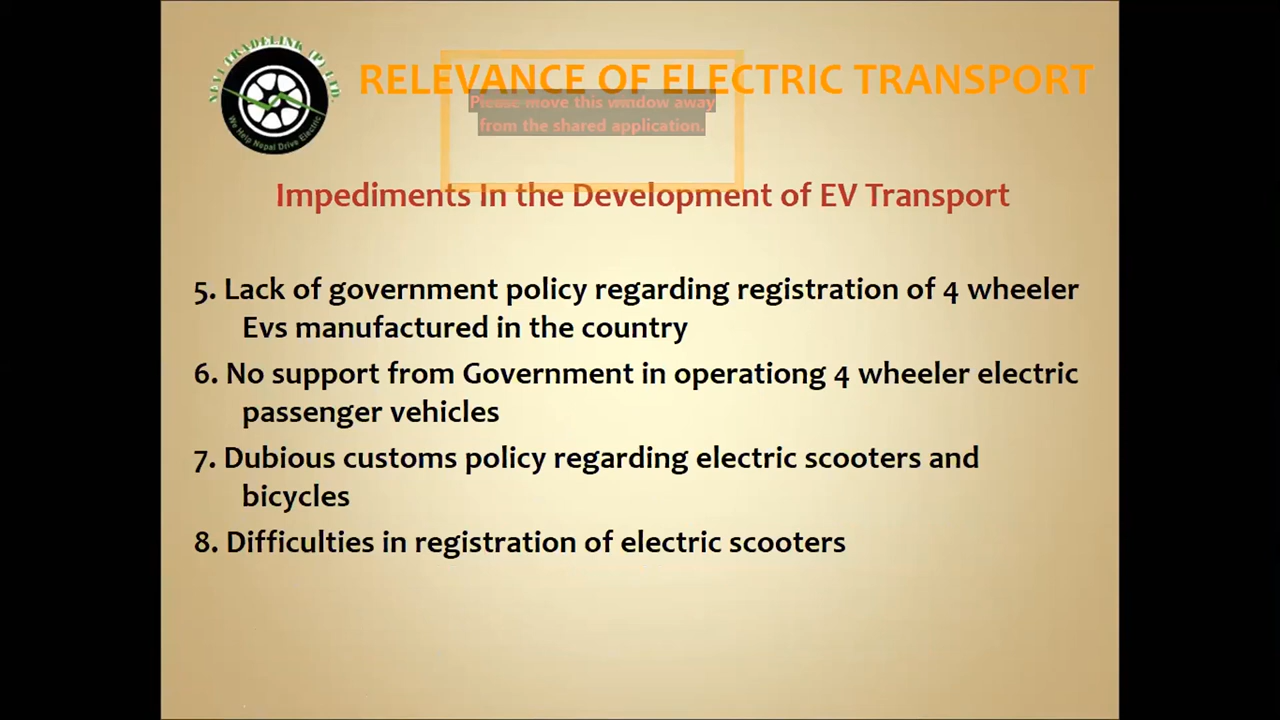 RELEVANCE OF ELECTRIC TRANSPORT
Please move this window away
from the shared application.
TRADELINK (P) LTD.
We Help Nepal Drive Electric
Impediments In the Development of EV Transport
5. Lack of government policy regarding registration of 4 wheeler
Evs manufactured in the country
6. No support from Government in operationg 4 wheeler electric
passenger vehicles
7. Dubious customs policy regarding electric scooters and
bicycles
8. Difficulties in registration of electric scooters